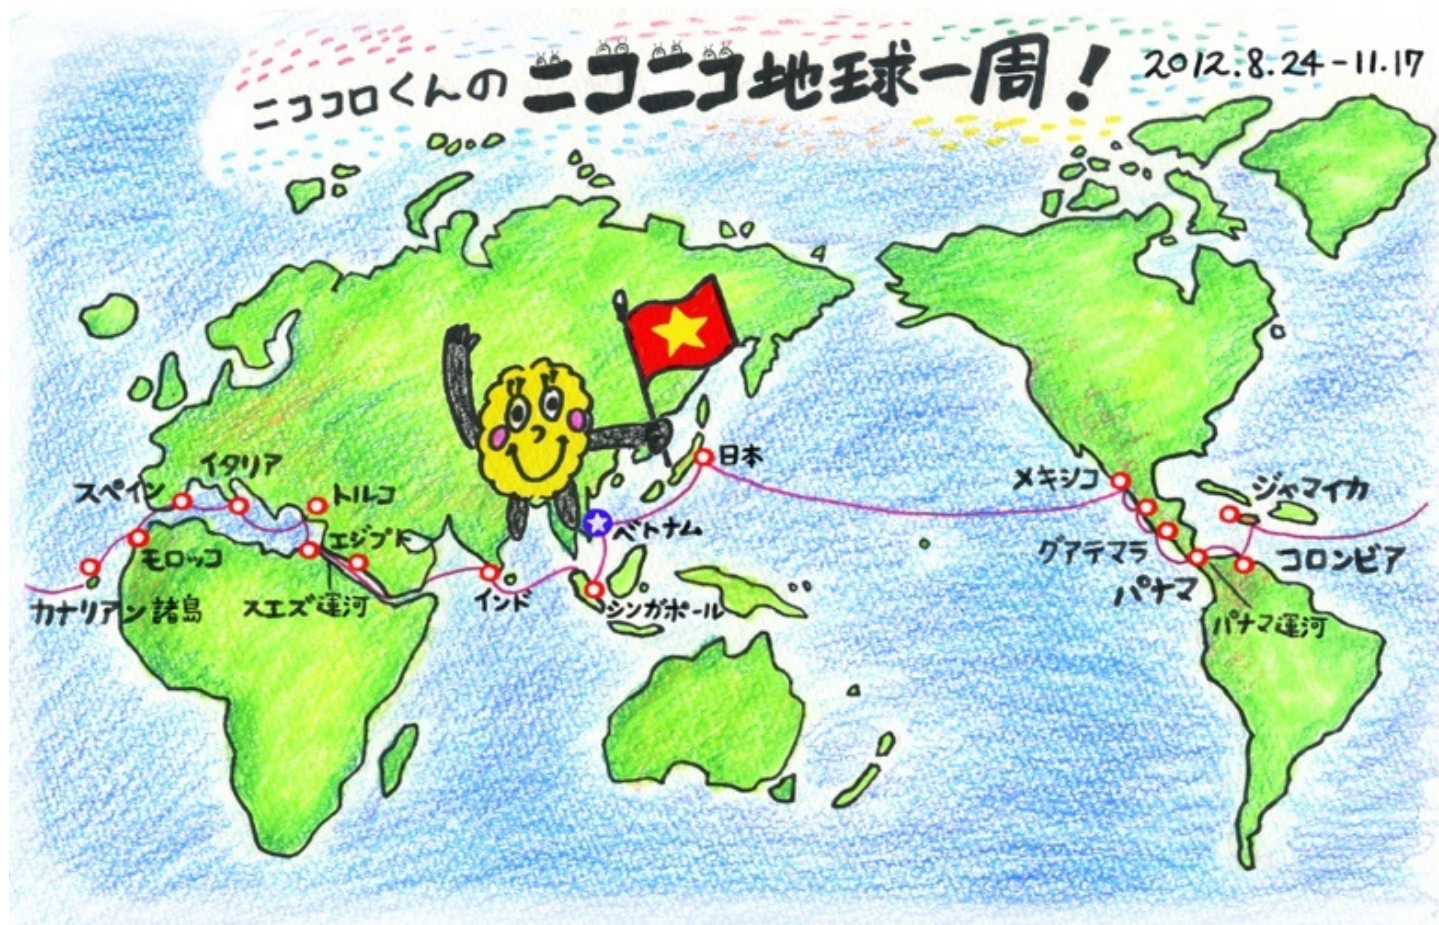 ニココロくんの ニコニコ地球一周!
2012.8.24-11.17
イタリア
スペイン
トルコ
日本
メキシコ
ジャマイカ
ベトナム
モロッコ
エジプト
グアテマラ
コロンビア
カナリアン諸島
スエズ運河
インド
シンガポール
パナマ
パナマ運河